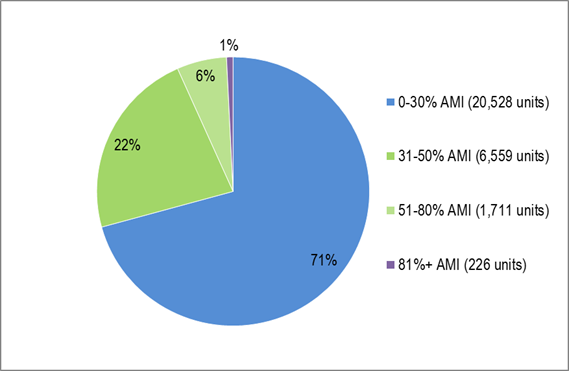 1%
6%
22%
71%
0-30% AMI (20,528 units)
31-50% AMI (6,559 units)
51-80% AMI (1,711 units)
81%+ AMI (226 units)